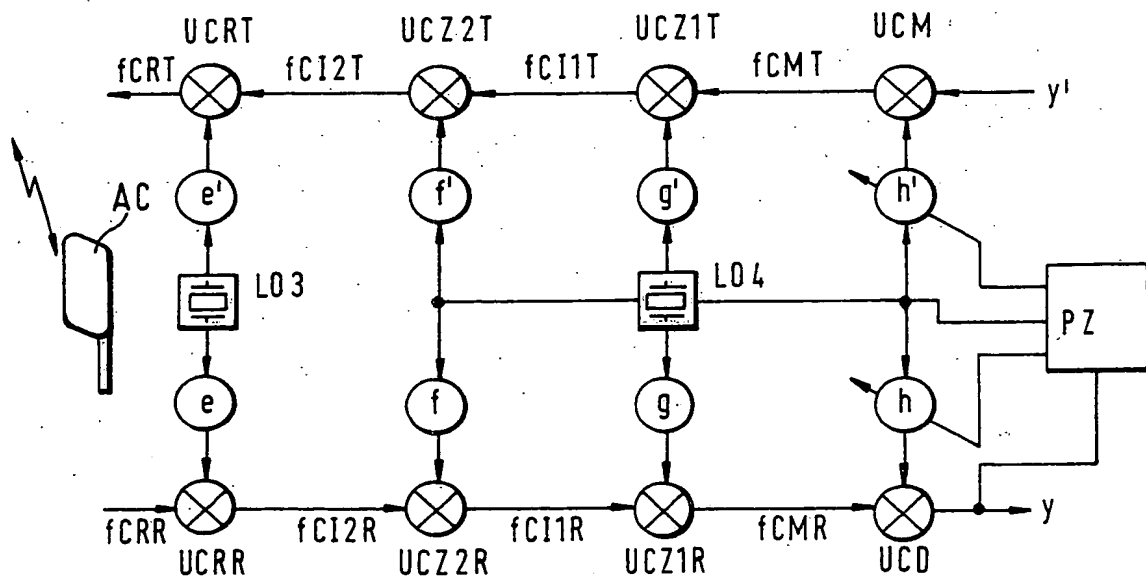 UCRT UCZ2T UCZ1T UCM
fCRT fCI2T fCI1T fCMT y'
e' f' g' h'
AC
LO3 LO4 PZ
e f g h
fCRR fCI2R fCI1R fCMR y
UCRR UCZ2R UCZ1R UCD